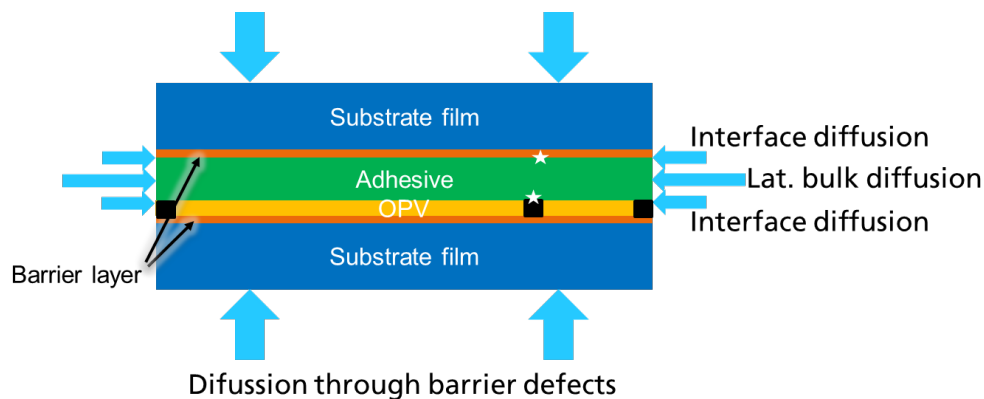 Substrate film
Interface diffusion
Adhesive
Lat. bulk diffusion
OPV
Interface diffusion
Substrate film
Barrier layer
Difussion through barrier defects